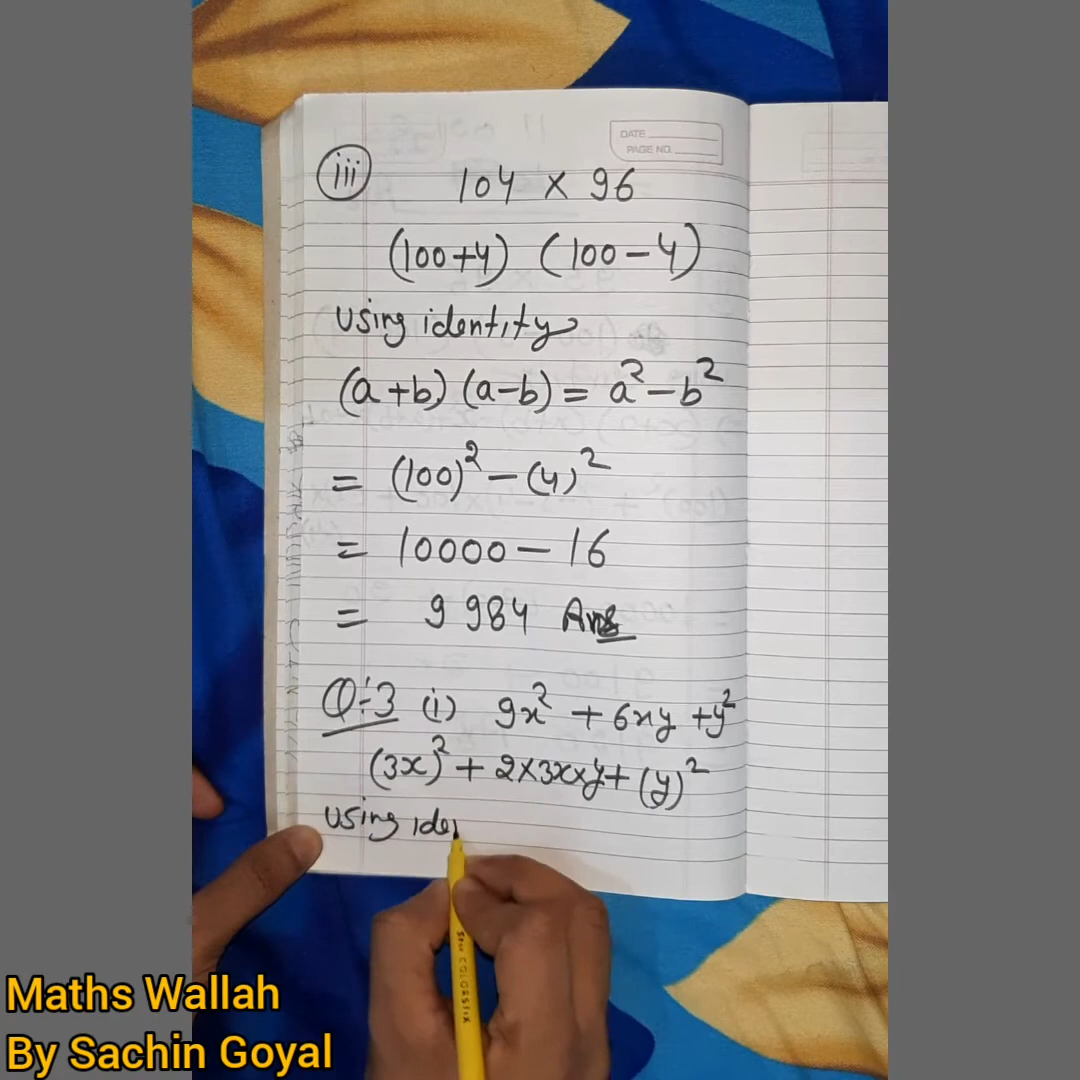 DATE
PAGE NO.
iii 104 × 96
(100+4) (100-4)
using identity
(a+b) (a-b) = a² - b²
= (100)² - (4)²
= 10000 - 16
= 9984 Ans
Q:-3 (i) 9x² + 6xy + y²
(3x)² + 2×3x×y + (y)²
using iden
Maths Wallah
By Sachin Goyal